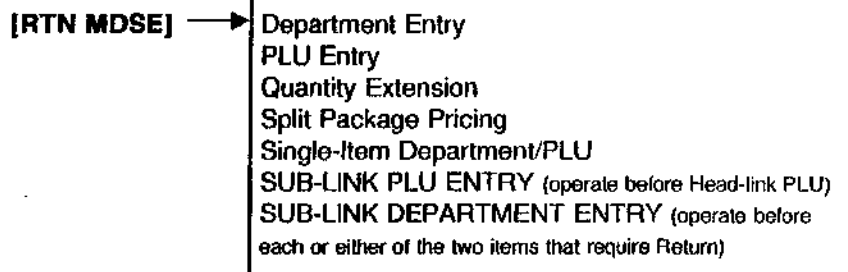 [RTN MDSE] Department Entry
PLU Entry
Quantity Extension
Split Package Pricing
Single-Item Department/PLU
SUB-LINK PLU ENTRY (operate before Head-link PLU)
SUB-LINK DEPARTMENT ENTRY (operate before
each or either of the two items that require Return)